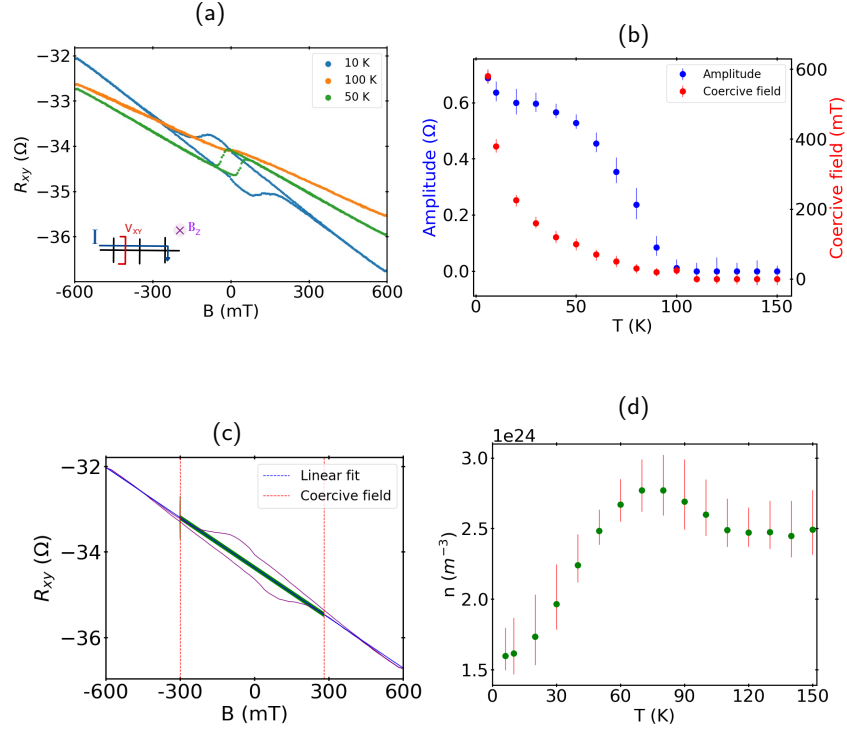 (a)
−32
−33
−34
−35
−36
R_xy (Ω)
-600
-300
0
300
600
B (mT)
10 K
100 K
50 K
I
V_XY
B_Z
(b)
0.6
0.4
0.2
0.0
Amplitude (Ω)
600
400
200
0
Coercive field (mT)
0
50
100
150
T (K)
Amplitude
Coercive field
(c)
−32
−34
−36
R_xy (Ω)
-600
-300
0
300
600
B (mT)
Linear fit
Coercive field
(d)
1e24
3.0
2.5
2.0
1.5
n (m⁻³)
0
30
60
90
120
150
T (K)